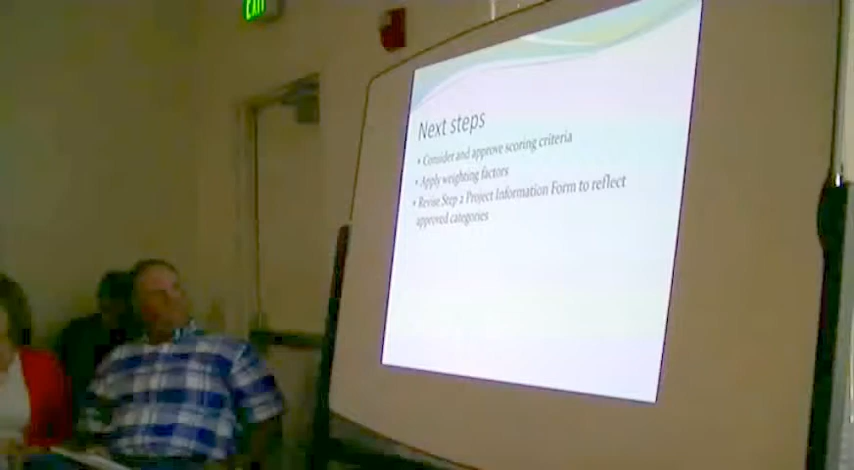 EXIT
Next steps
• Consider and approve scoring criteria
• Apply weighting factors
• Revise Step 2 Project Information Form to reflect
approved categories